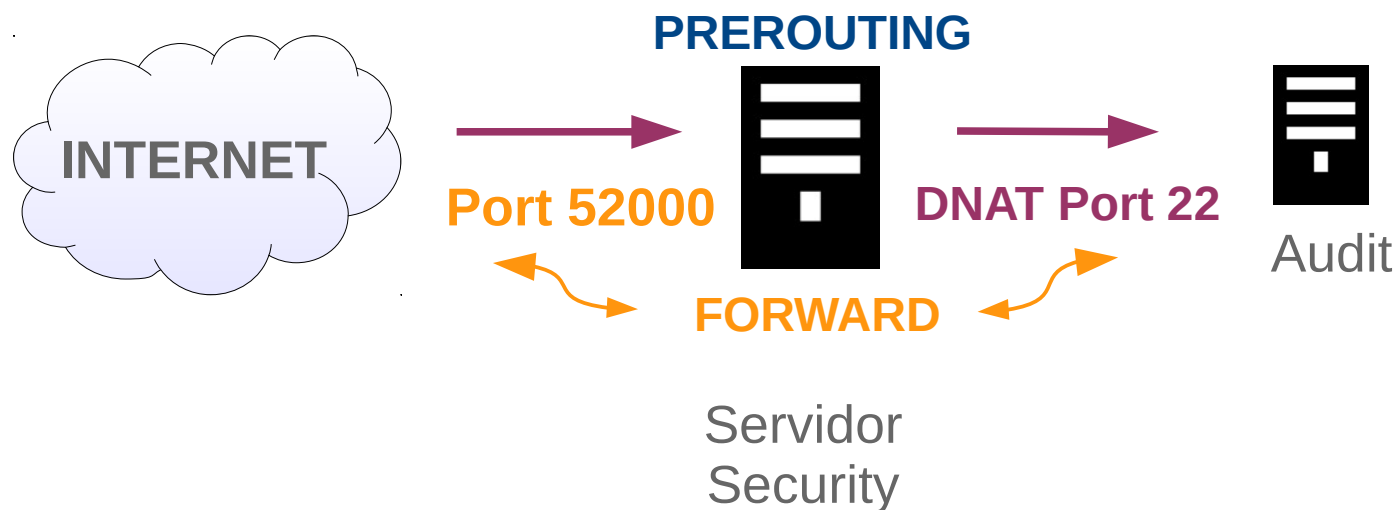 PREROUTING
INTERNET
Port 52000
DNAT Port 22
Audit
FORWARD
Servidor
Security